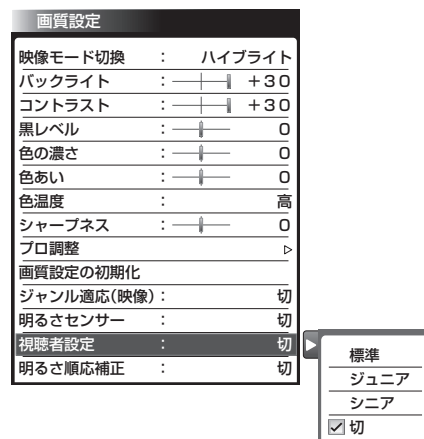 画質設定
映像モード切換 : ハイブライト
バックライト : +30
コントラスト : +30
黒レベル : 0
色の濃さ : 0
色あい : 0
色温度 : 高
シャープネス : 0
プロ調整
画質設定の初期化
ジャンル適応(映像) : 切
明るさセンサー : 切
視聴者設定 : 切
明るさ順応補正 : 切
標準
ジュニア
シニア
切